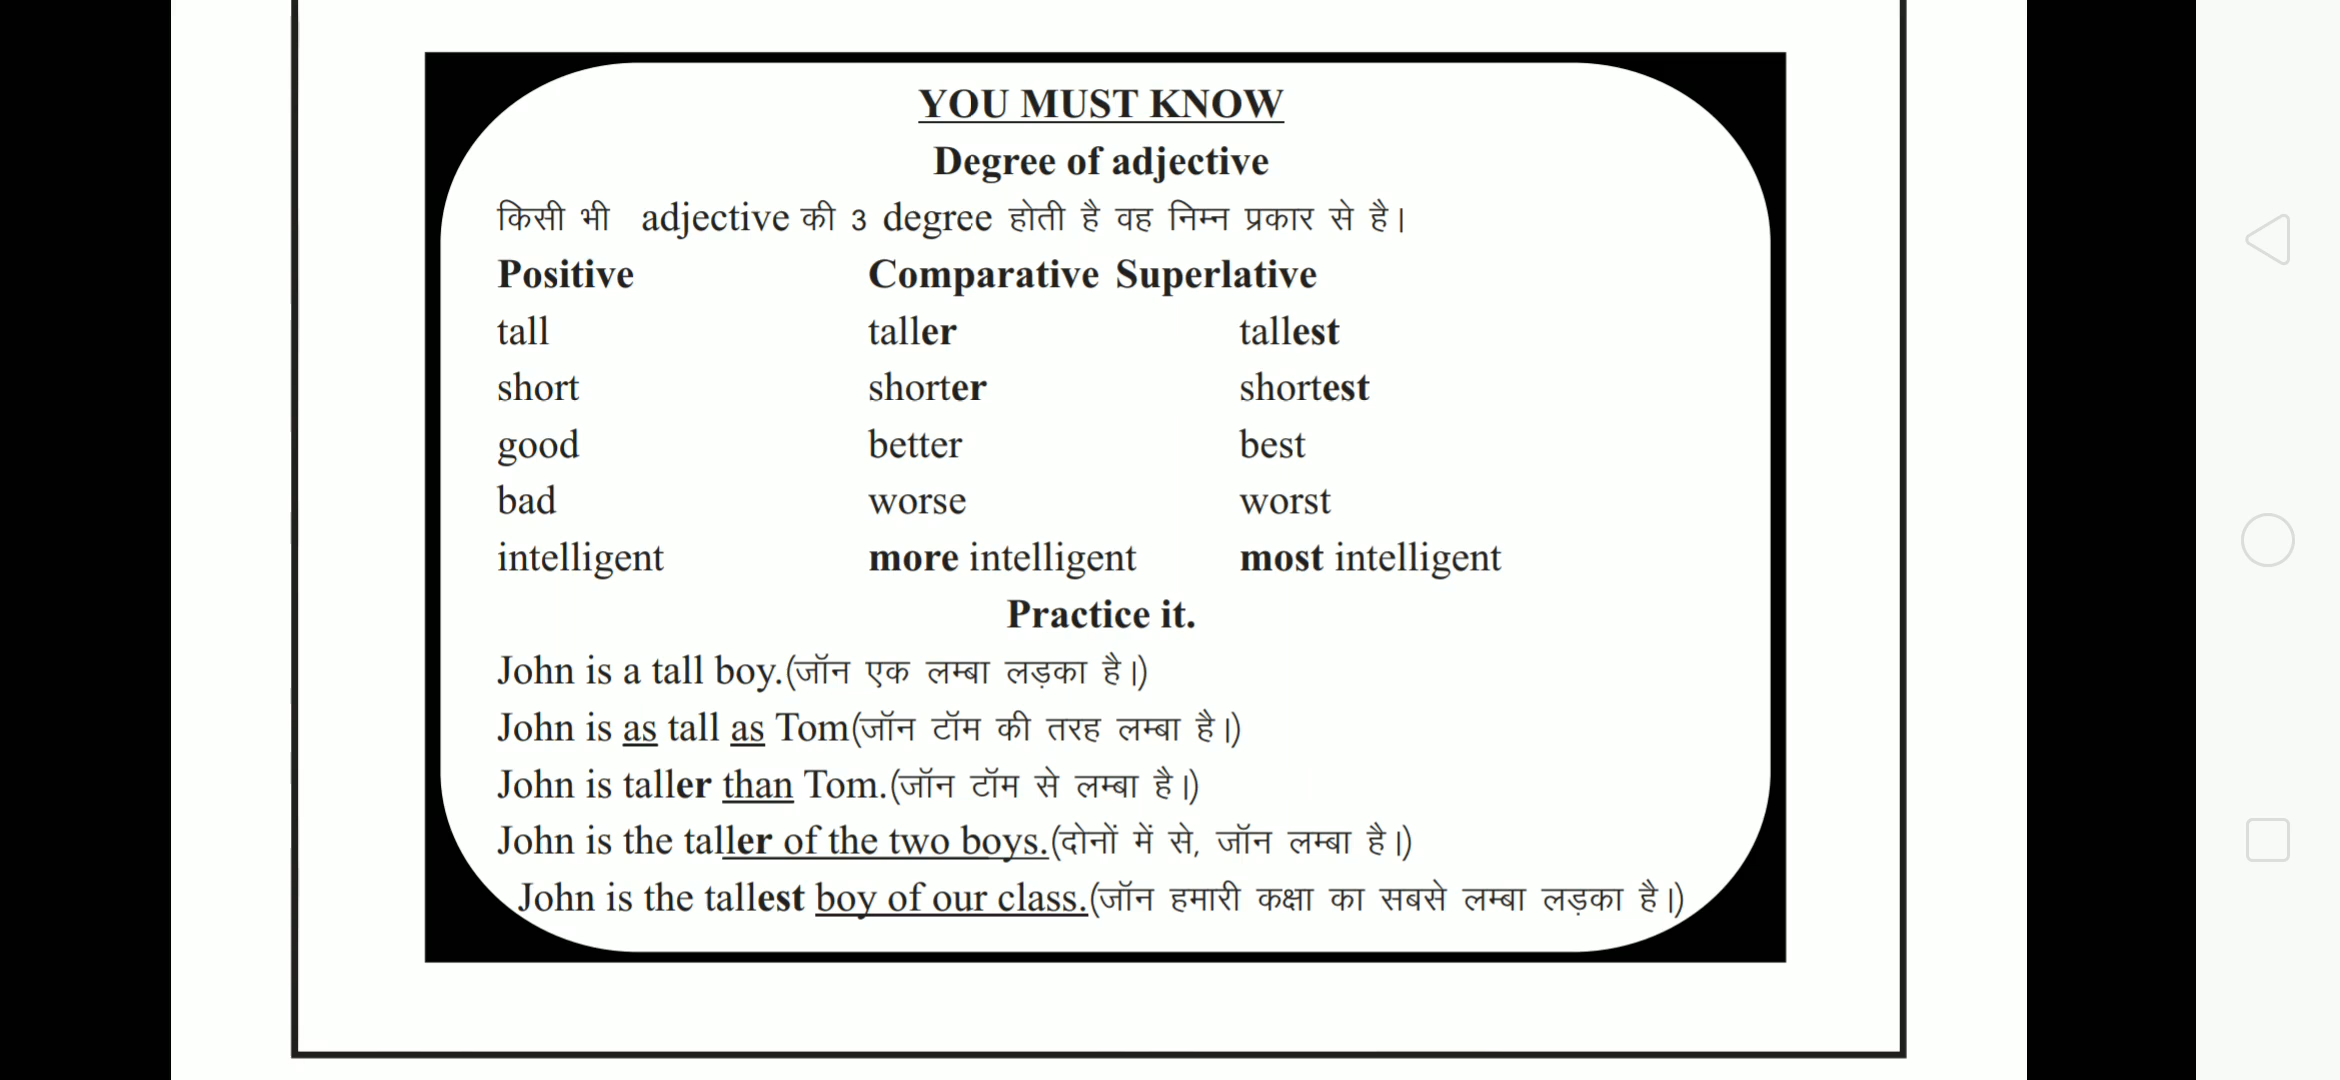 YOU MUST KNOW
Degree of adjective
किसी भी adjective की 3 degree होती है वह निम्न प्रकार से है।
Positive Comparative Superlative
tall taller tallest
short shorter shortest
good better best
bad worse worst
intelligent more intelligent most intelligent
Practice it.
John is a tall boy.(जॉन एक लम्बा लड़का है।)
John is as tall as Tom(जॉन टॉम की तरह लम्बा है।)
John is taller than Tom.(जॉन टॉम से लम्बा है।)
John is the taller of the two boys.(दोनों में से, जॉन लम्बा है।)
John is the tallest boy of our class.(जॉन हमारी कक्षा का सबसे लम्बा लड़का है।)